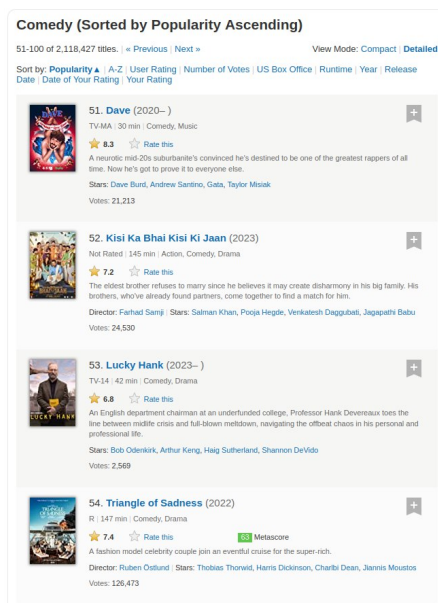 Comedy (Sorted by Popularity Ascending)
51-100 of 2,118,427 titles. | « Previous | Next »
View Mode: Compact | Detailed
Sort by: Popularity▲ | A-Z | User Rating | Number of Votes | US Box Office | Runtime | Year | Release
Date | Date of Your Rating | Your Rating
DAVE
51. Dave (2020– )
TV-MA | 30 min | Comedy, Music
8.3 Rate this
A neurotic mid-20s suburbanite's convinced he's destined to be one of the greatest rappers of all
time. Now he's got to prove it to everyone else.
Stars: Dave Burd, Andrew Santino, Gata, Taylor Misiak
Votes: 21,213
52. Kisi Ka Bhai Kisi Ki Jaan (2023)
Not Rated | 145 min | Action, Comedy, Drama
7.2 Rate this
The eldest brother refuses to marry since he believes it may create disharmony in his big family. His
brothers, who've already found partners, come together to find a match for him.
Director: Farhad Samji | Stars: Salman Khan, Pooja Hegde, Venkatesh Daggubati, Jagapathi Babu
Votes: 24,530
LUCKY HANK
53. Lucky Hank (2023– )
TV-14 | 42 min | Comedy, Drama
6.8 Rate this
An English department chairman at an underfunded college, Professor Hank Devereaux toes the
line between midlife crisis and full-blown meltdown, navigating the offbeat chaos in his personal and
professional life.
Stars: Bob Odenkirk, Arthur Keng, Haig Sutherland, Shannon DeVido
Votes: 2,569
TRIANGLE
OF SADNESS
54. Triangle of Sadness (2022)
R | 147 min | Comedy, Drama
7.4 Rate this 63 Metascore
A fashion model celebrity couple join an eventful cruise for the super-rich.
Director: Ruben Östlund | Stars: Thobias Thorwid, Harris Dickinson, Charlbi Dean, Jiannis Moustos
Votes: 126,473